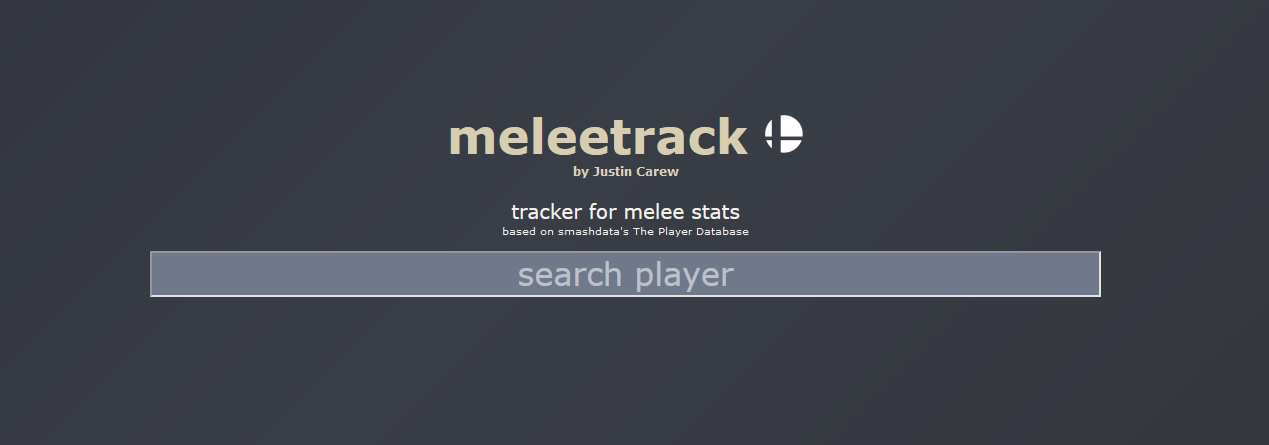 meleetrack
by Justin Carew
tracker for melee stats
based on smashdata's The Player Database
search player